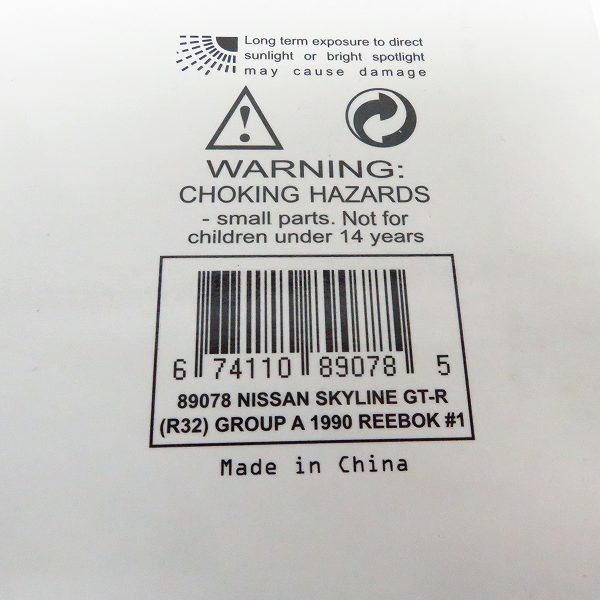 Long term exposure to direct
sunlight or bright spotlight
may cause damage
WARNING:
CHOKING HAZARDS
- small parts. Not for
children under 14 years
6 74110 89078 5
89078 NISSAN SKYLINE GT-R
(R32) GROUP A 1990 REEBOK #1
Made in China